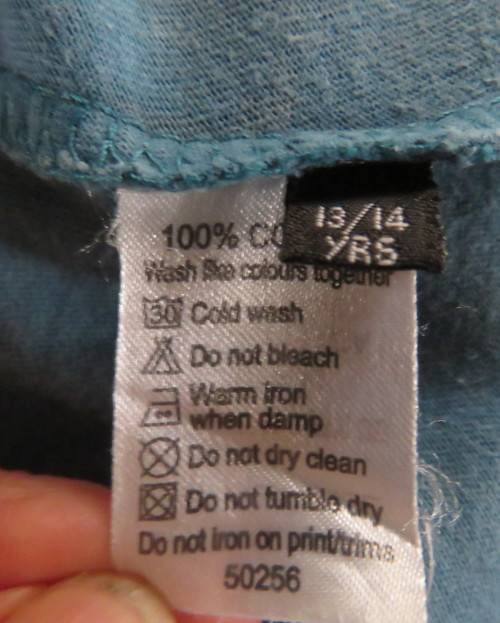 13/14
YRS
100% CO
Wash like colours together
30 Cold wash
Do not bleach
Warm iron
when damp
Do not dry clean
Do not tumble dry
Do not iron on print/trims
50256